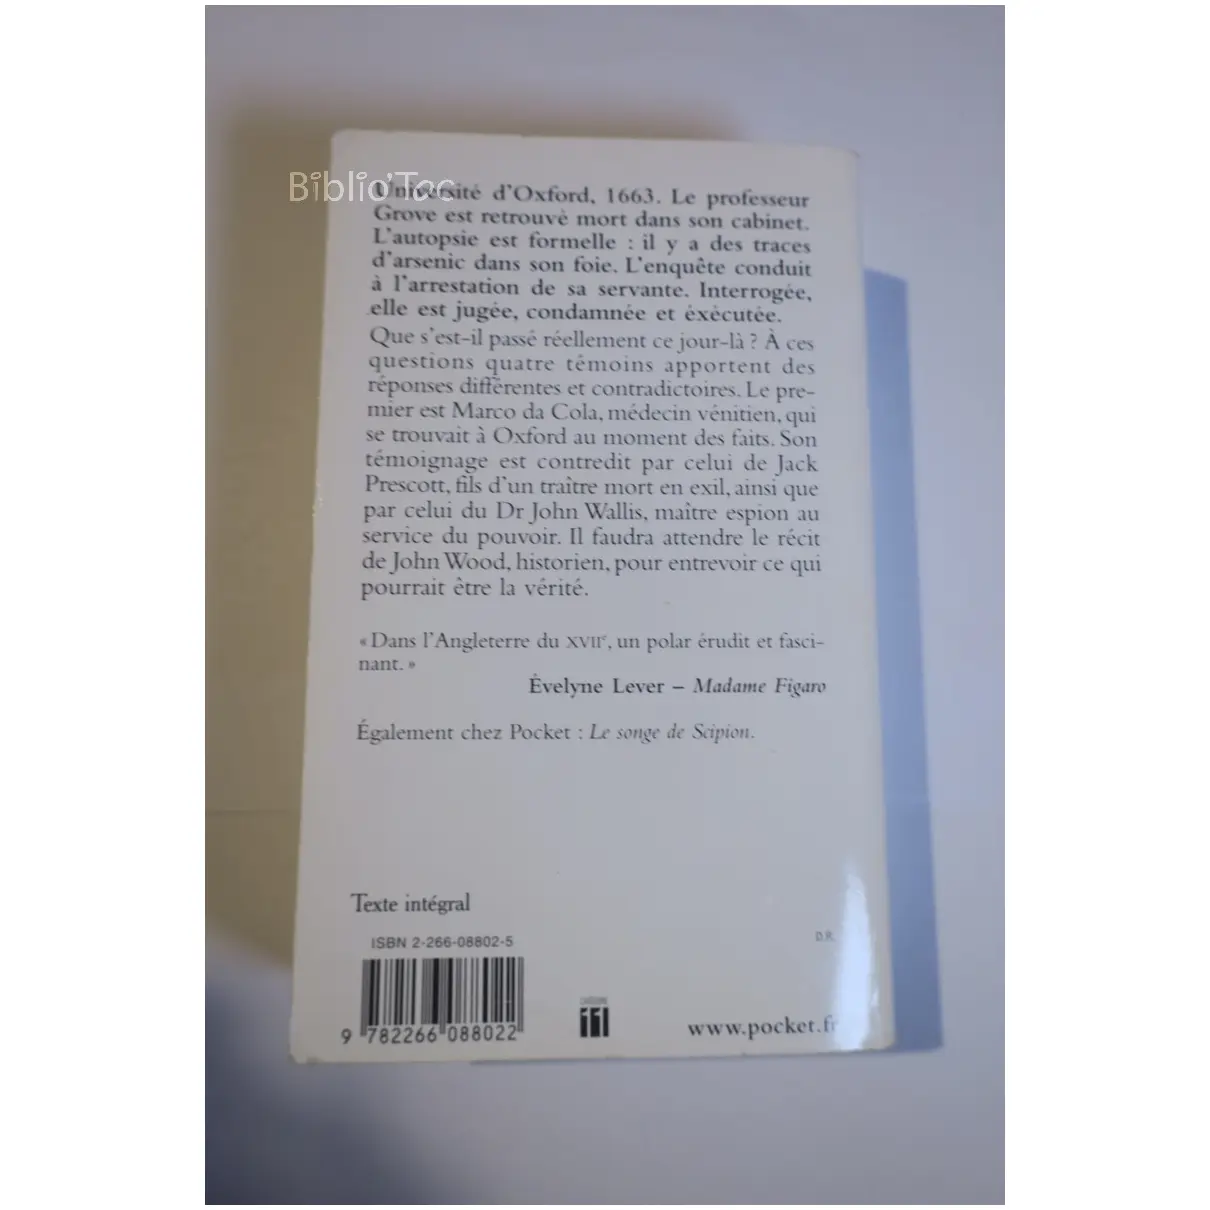 Biblio'Tec
Université d'Oxford, 1663. Le professeur
Grove est retrouvé mort dans son cabinet.
L'autopsie est formelle : il y a des traces
d'arsenic dans son foie. L'enquête conduit
à l'arrestation de sa servante. Interrogée,
elle est jugée, condamnée et éxécutée.
Que s'est-il passé réellement ce jour-là ? À ces
questions quatre témoins apportent des
réponses différentes et contradictoires. Le pre-
mier est Marco da Cola, médecin vénitien, qui
se trouvait à Oxford au moment des faits. Son
témoignage est contredit par celui de Jack
Prescott, fils d'un traître mort en exil, ainsi que
par celui du Dr John Wallis, maître espion au
service du pouvoir. Il faudra attendre le récit
de John Wood, historien, pour entrevoir ce qui
pourrait être la vérité.
« Dans l'Angleterre du XVIIe, un polar érudit et fasci-
nant. »
Évelyne Lever – Madame Figaro
Également chez Pocket : Le songe de Scipion.
Texte intégral
ISBN 2-266-08802-5
D.R.
9 782266 088022
www.pocket.fr